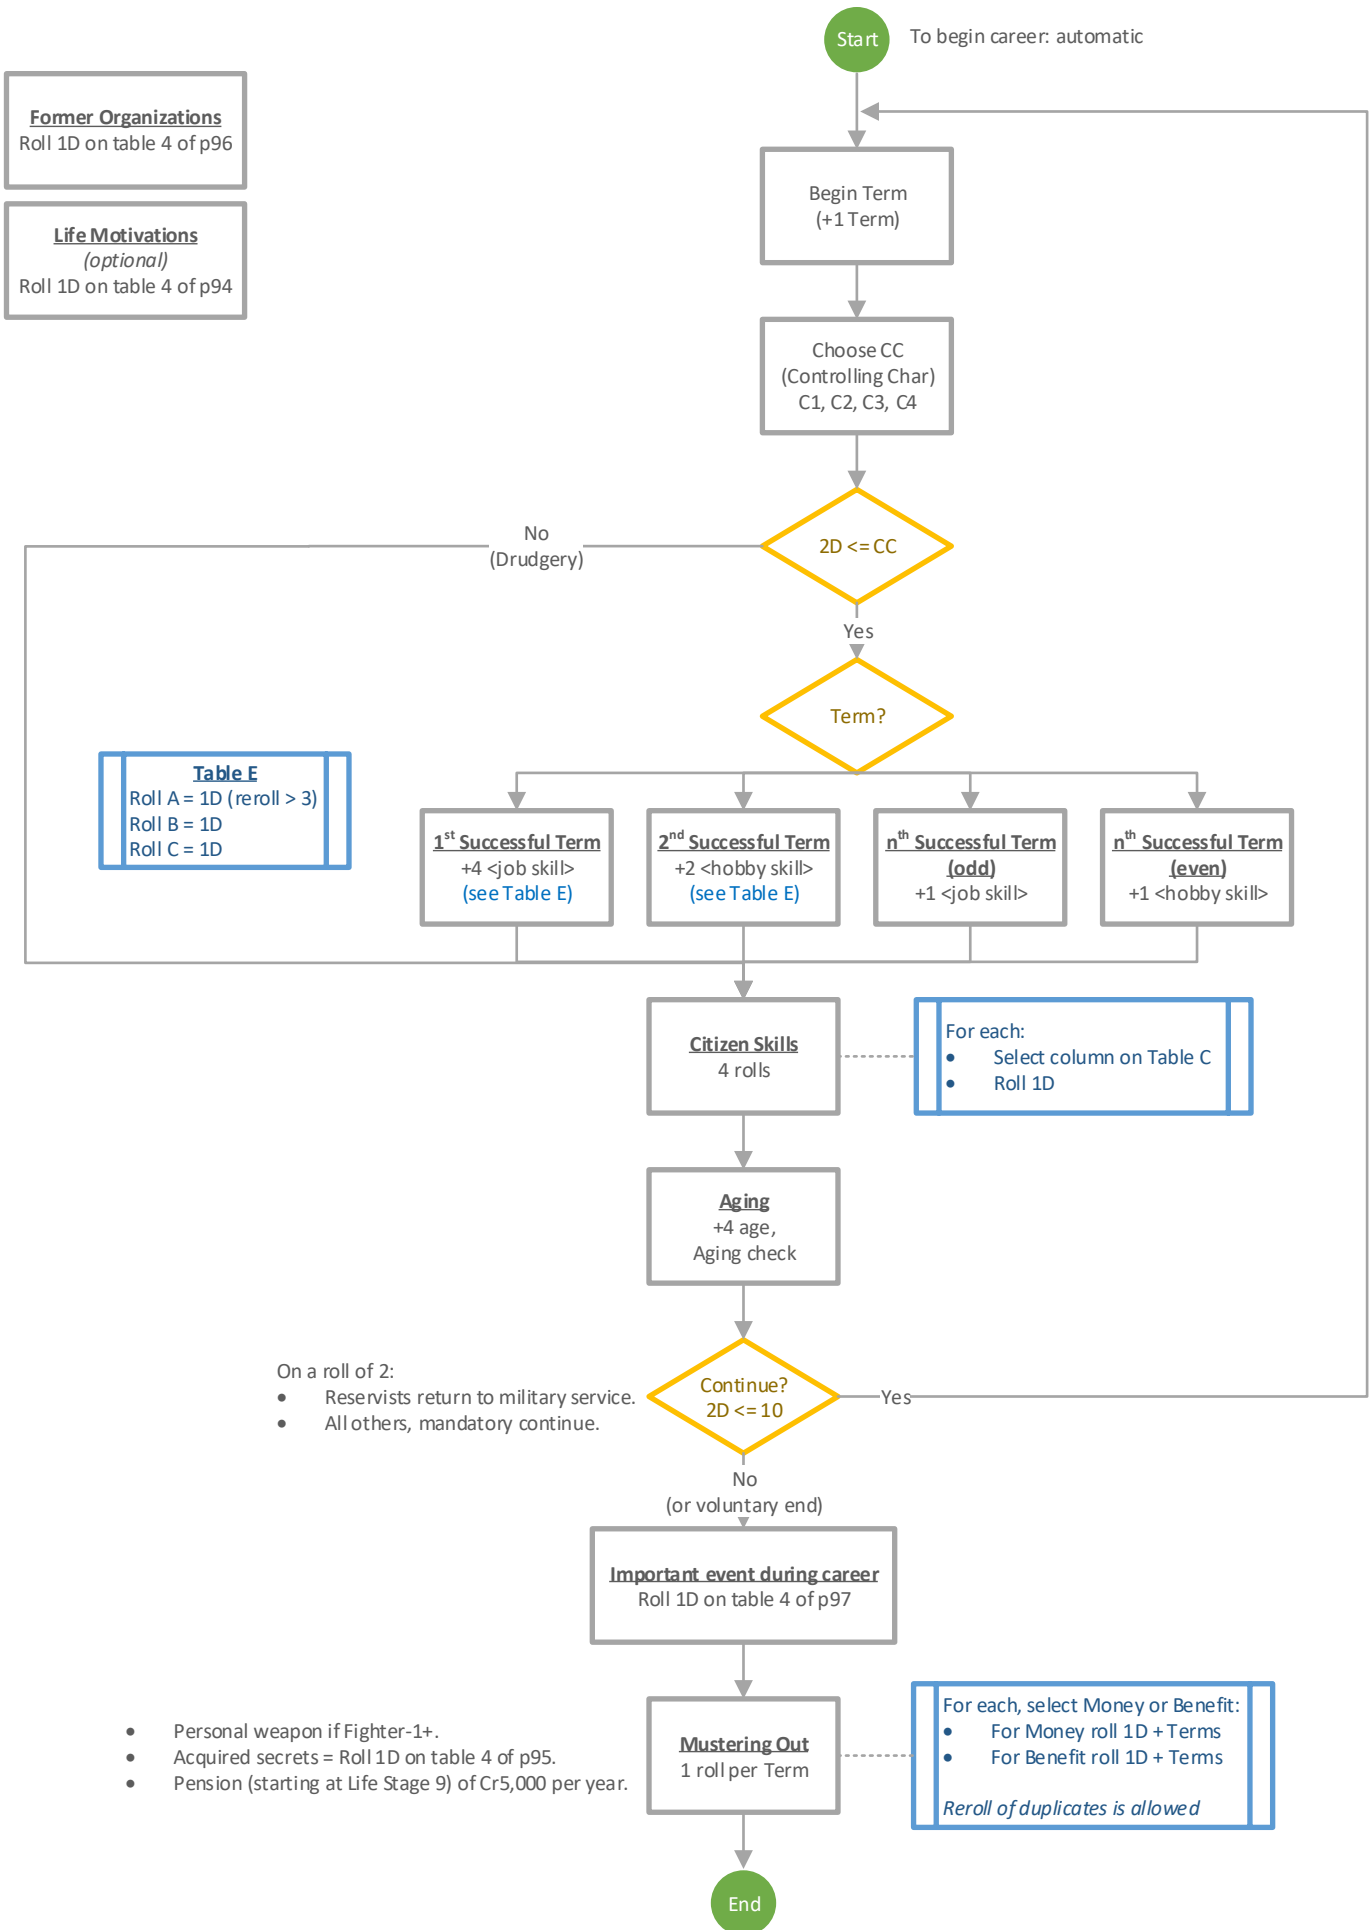 Start
To begin career: automatic
Former Organizations
Roll 1D on table 4 of p96
Life Motivations
(optional)
Roll 1D on table 4 of p94
Begin Term
(+1 Term)
Choose CC
(Controlling Char)
C1, C2, C3, C4
2D <= CC
No
(Drudgery)
Yes
Term?
Table E
Roll A = 1D (reroll > 3)
Roll B = 1D
Roll C = 1D
1st Successful Term
+4 <job skill>
(see Table E)
2nd Successful Term
+2 <hobby skill>
(see Table E)
nth Successful Term
(odd)
+1 <job skill>
nth Successful Term
(even)
+1 <hobby skill>
Citizen Skills
4 rolls
For each:
• Select column on Table C
• Roll 1D
Aging
+4 age,
Aging check
On a roll of 2:
• Reservists return to military service.
• All others, mandatory continue.
Continue?
2D <= 10
Yes
No
(or voluntary end)
Important event during career
Roll 1D on table 4 of p97
• Personal weapon if Fighter-1+.
• Acquired secrets = Roll 1D on table 4 of p95.
• Pension (starting at Life Stage 9) of Cr5,000 per year.
Mustering Out
1 roll per Term
For each, select Money or Benefit:
• For Money roll 1D + Terms
• For Benefit roll 1D + Terms
Reroll of duplicates is allowed
End